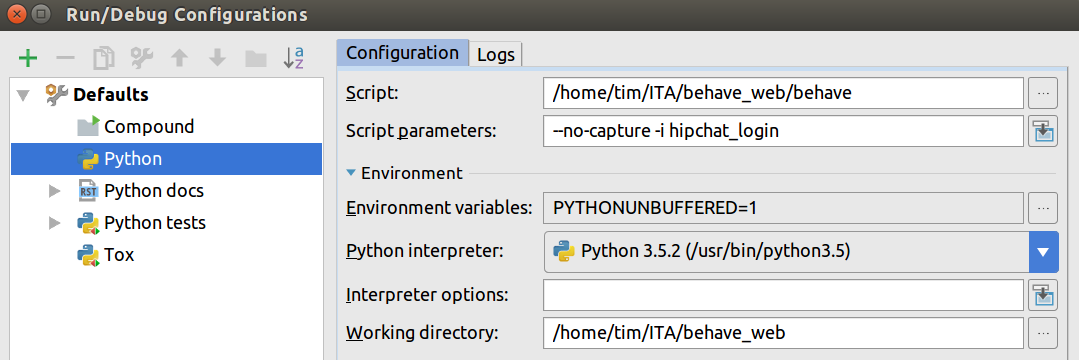 Run/Debug Configurations
a
z
Defaults
Compound
Python
RST
Python docs
Python tests
Tox
Configuration
Logs
Script:
/home/tim/ITA/behave_web/behave
...
Script parameters:
--no-capture -i hipchat_login
Environment
Environment variables:
PYTHONUNBUFFERED=1
...
Python interpreter:
Python 3.5.2 (/usr/bin/python3.5)
Interpreter options:
Working directory:
/home/tim/ITA/behave_web
...